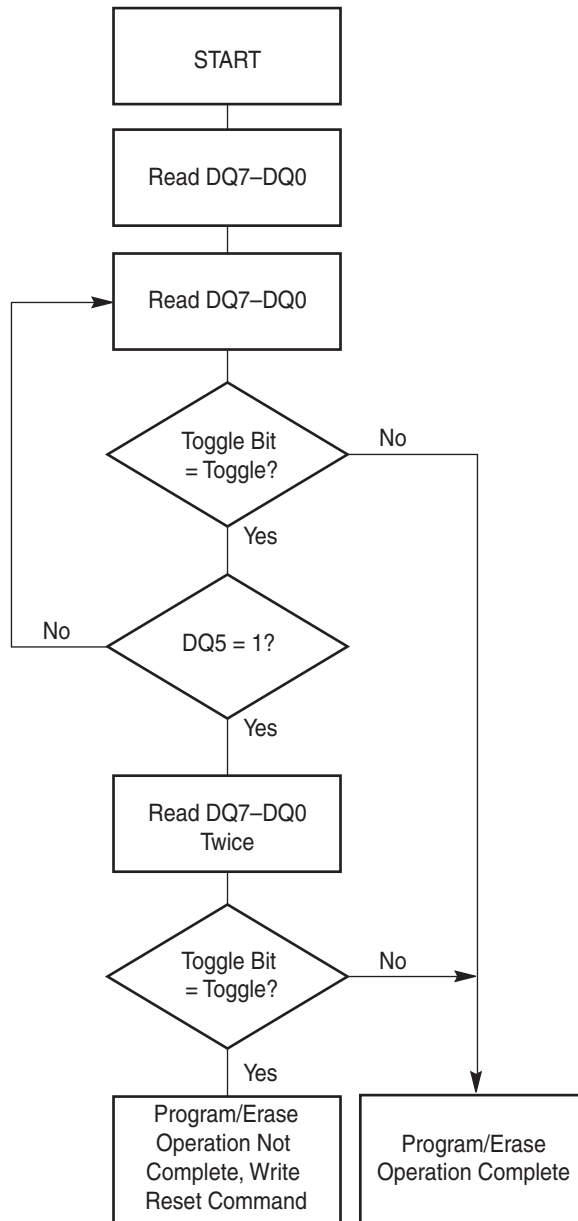 START
Read DQ7–DQ0
Read DQ7–DQ0
Toggle Bit
= Toggle?
No
Yes
No
DQ5 = 1?
Yes
Read DQ7–DQ0
Twice
Toggle Bit
= Toggle?
No
Yes
Program/Erase
Operation Not
Complete, Write
Reset Command
Program/Erase
Operation Complete